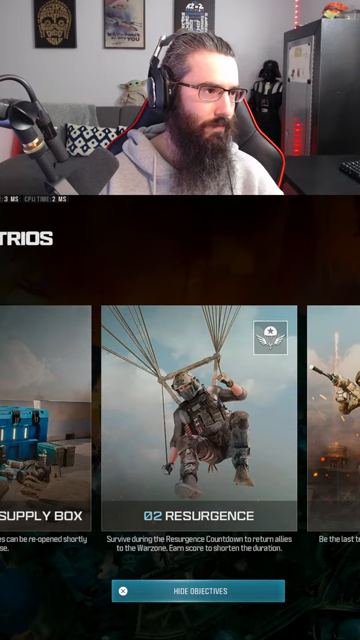 : 3 MS CPU TIME: 2 MS
TRIOS
SUPPLY BOX
es can be re-opened shortly
se.
02 RESURGENCE
Survive during the Resurgence Countdown to return allies
to the Warzone. Earn score to shorten the duration.
Be the last t
HIDE OBJECTIVES